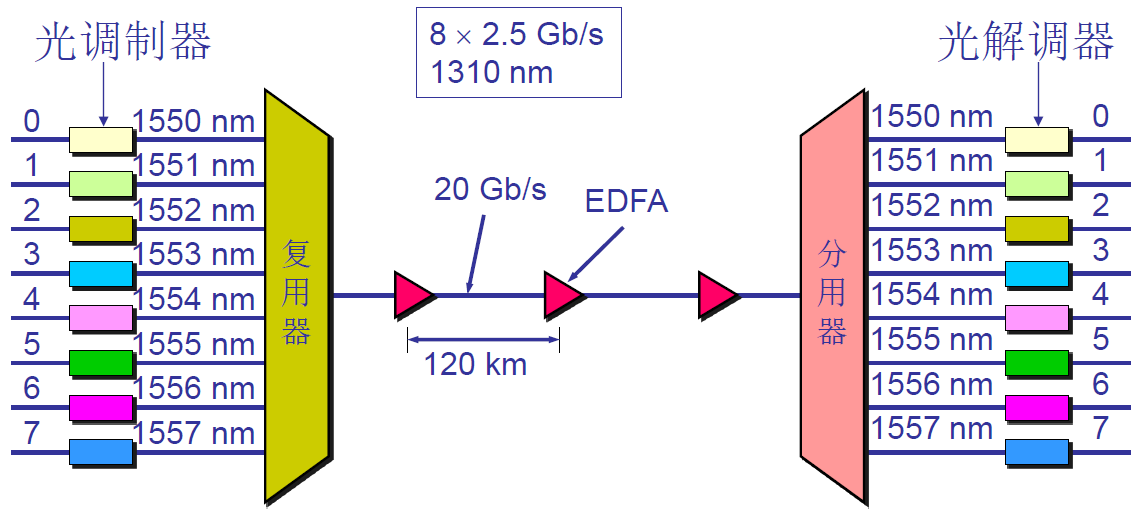 光调制器
8 × 2.5 Gb/s
1310 nm
光解调器
0 1550 nm
1 1551 nm
2 1552 nm
3 1553 nm
4 1554 nm
5 1555 nm
6 1556 nm
7 1557 nm
复用器
20 Gb/s
EDFA
120 km
分用器
1550 nm 0
1551 nm 1
1552 nm 2
1553 nm 3
1554 nm 4
1555 nm 5
1556 nm 6
1557 nm 7